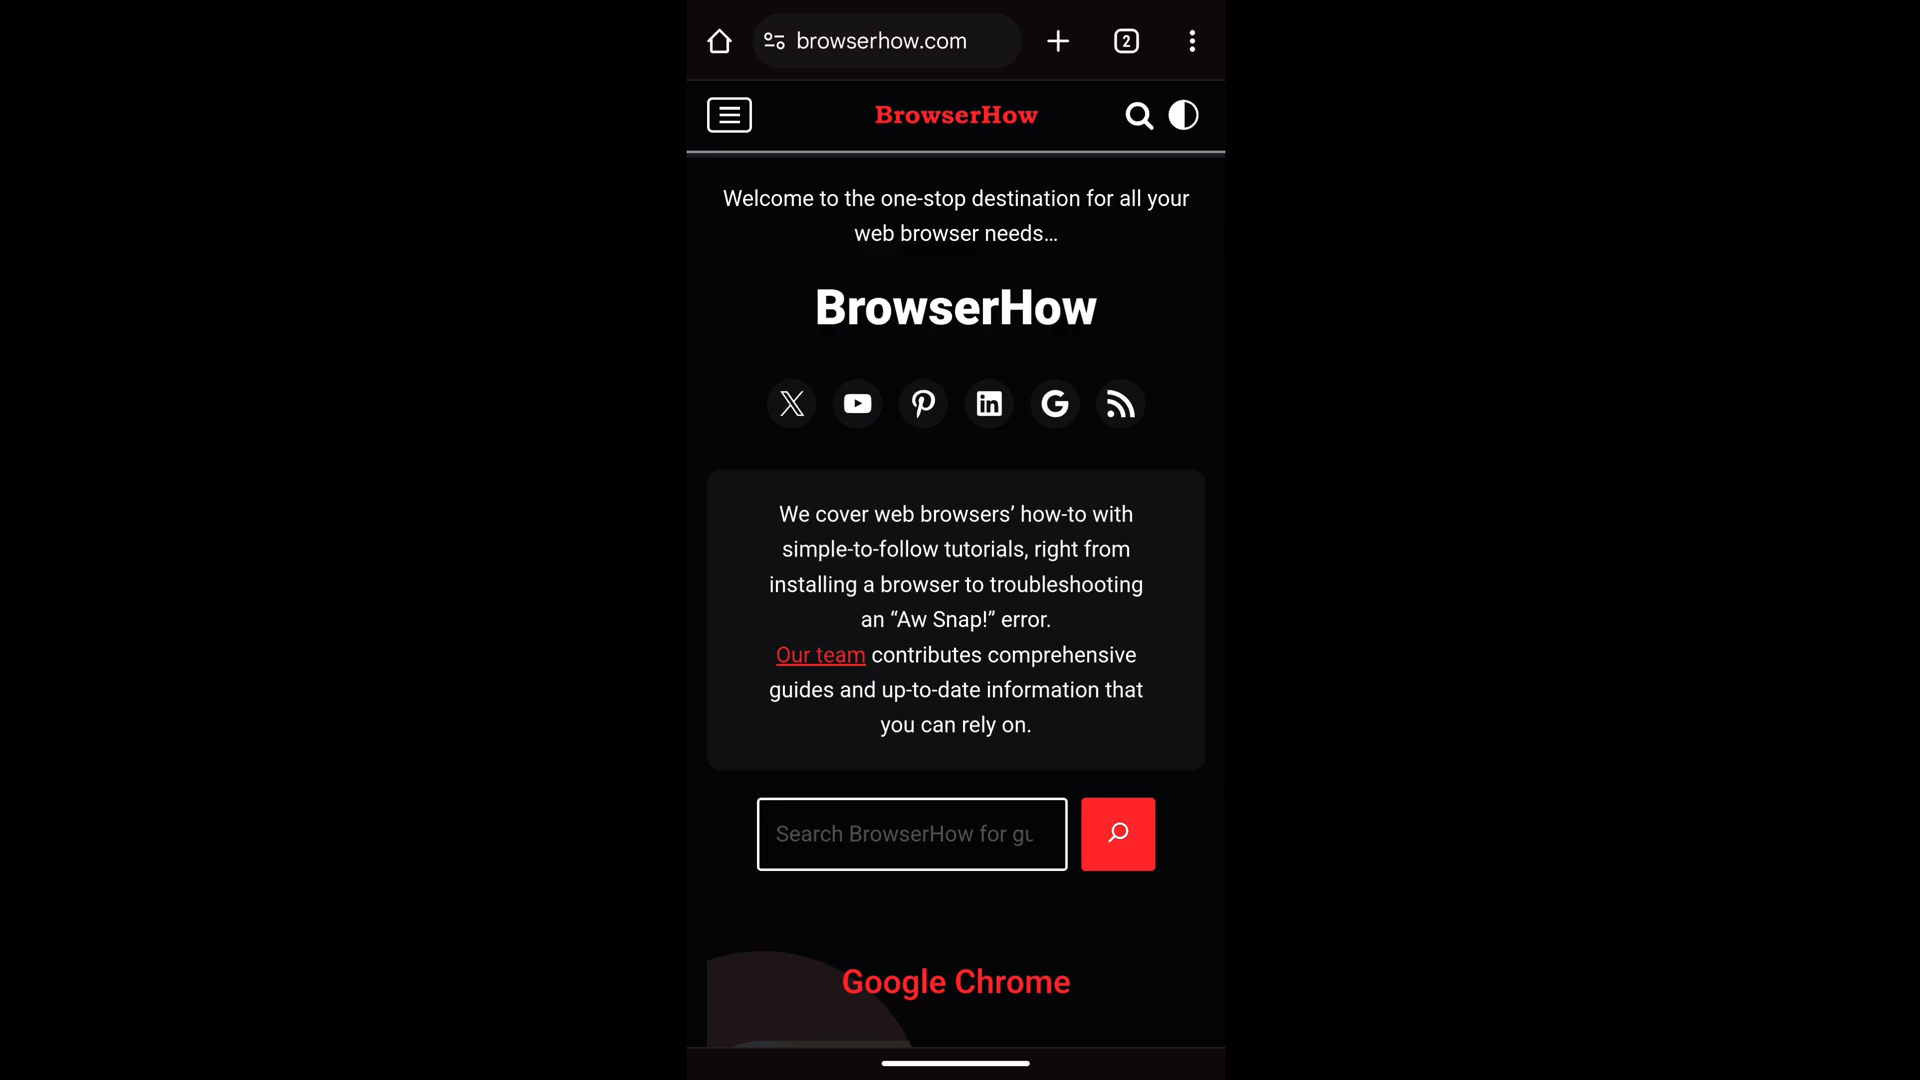 browserhow.com
2
BrowserHow
Welcome to the one-stop destination for all your
web browser needs…
BrowserHow
We cover web browsers’ how-to with
simple-to-follow tutorials, right from
installing a browser to troubleshooting
an “Aw Snap!” error.
Our team contributes comprehensive
guides and up-to-date information that
you can rely on.
Search BrowserHow for gu
Google Chrome